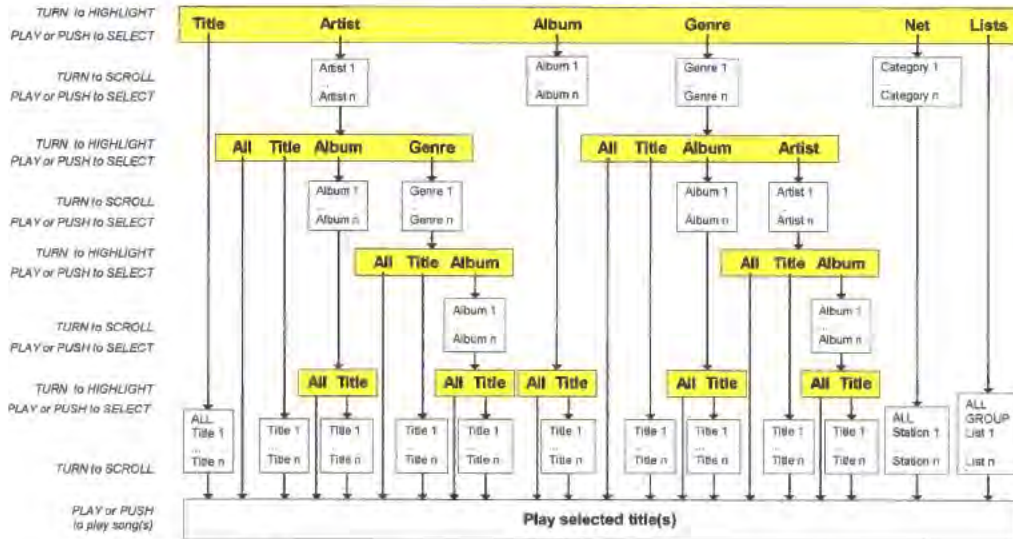 TURN to HIGHLIGHT
PLAY or PUSH to SELECT
Title Artist Album Genre Net Lists
TURN to SCROLL
PLAY or PUSH to SELECT
Artist 1
...
Artist n
Album 1
...
Album n
Genre 1
...
Genre n
Category 1
...
Category n
TURN to HIGHLIGHT
PLAY or PUSH to SELECT
All Title Album Genre
All Title Album Artist
TURN to SCROLL
PLAY or PUSH to SELECT
Album 1
...
Album n
Genre 1
...
Genre n
Album 1
...
Album n
Artist 1
...
Artist n
TURN to HIGHLIGHT
PLAY or PUSH to SELECT
All Title Album
All Title Album
TURN to SCROLL
PLAY or PUSH to SELECT
Album 1
...
Album n
Album 1
...
Album n
TURN to HIGHLIGHT
PLAY or PUSH to SELECT
All Title
All Title
All Title
All Title
All Title
TURN to SCROLL
ALL
Title 1
...
Title n
Title 1
...
Title n
Title 1
...
Title n
Title 1
...
Title n
Title 1
...
Title n
Title 1
...
Title n
Title 1
...
Title n
Title 1
...
Title n
Title 1
...
Title n
Title 1
...
Title n
ALL
Station 1
...
Station n
ALL
GROUP
List 1
...
List n
PLAY or PUSH
to play song(s)
Play selected title(s)